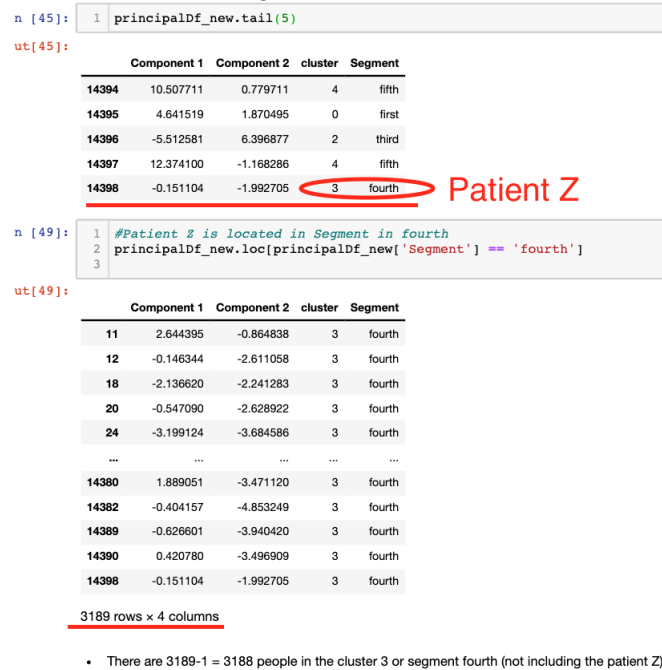 n [45]: 1 principalDf_new.tail(5)
ut[45]:
Component 1 Component 2 cluster Segment
14394 10.507711 0.779711 4 fifth
14395 4.641519 1.870495 0 first
14396 -5.512581 6.396877 2 third
14397 12.374100 -1.168286 4 fifth
14398 -0.151104 -1.992705 3 fourth Patient Z
n [49]: 1 #Patient Z is located in Segment in fourth
2 principalDf_new.loc[principalDf_new['Segment'] == 'fourth']
3
ut[49]:
Component 1 Component 2 cluster Segment
11 2.644395 -0.864838 3 fourth
12 -0.146344 -2.611058 3 fourth
18 -2.136620 -2.241283 3 fourth
20 -0.547090 -2.628922 3 fourth
24 -3.199124 -3.684586 3 fourth
... ... ... ... ...
14380 1.889051 -3.471120 3 fourth
14382 -0.404157 -4.853249 3 fourth
14389 -0.626601 -3.940420 3 fourth
14390 0.420780 -3.496909 3 fourth
14398 -0.151104 -1.992705 3 fourth
3189 rows × 4 columns
• There are 3189-1 = 3188 people in the cluster 3 or segment fourth (not including the patient Z)